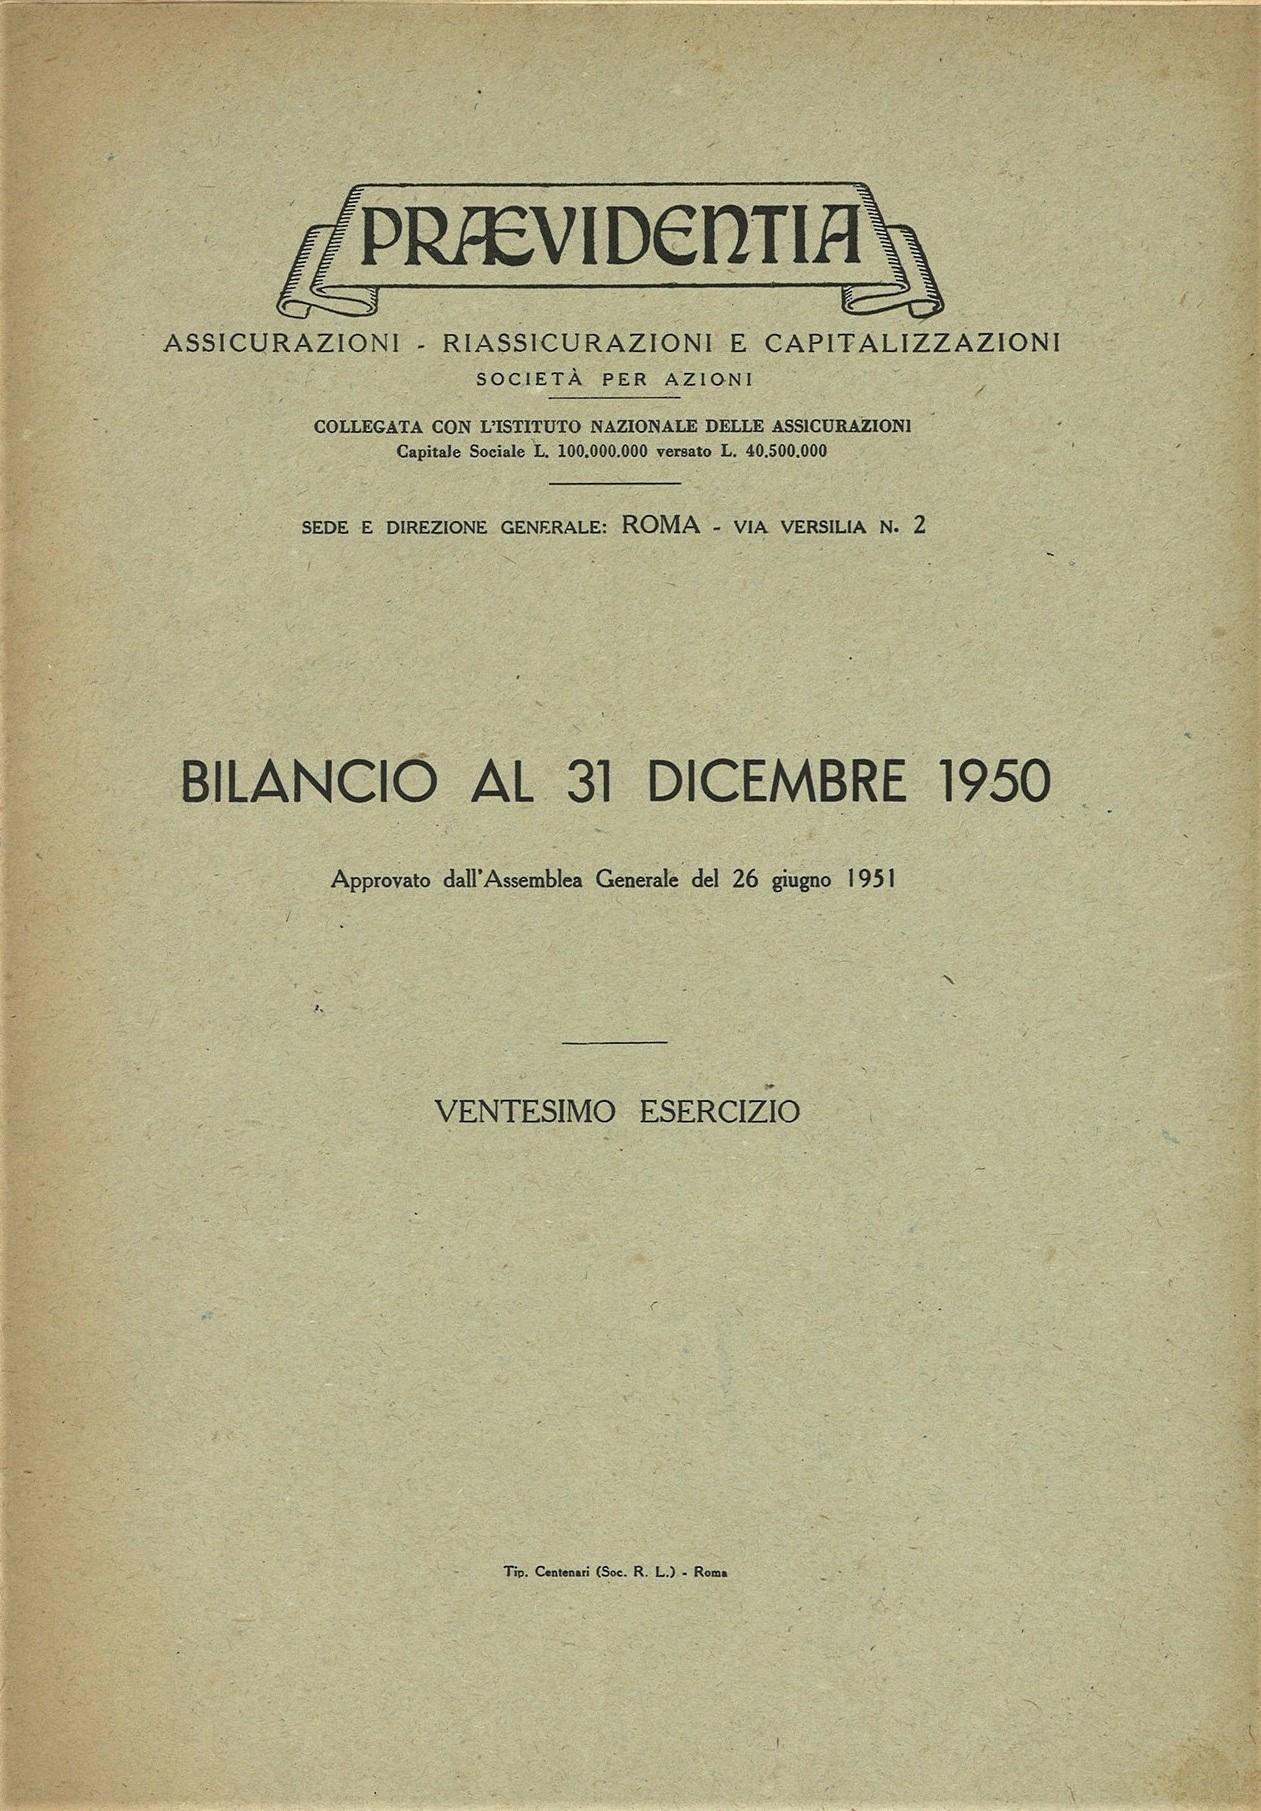 PRÆVIDENTIA
ASSICURAZIONI - RIASSICURAZIONI E CAPITALIZZAZIONI
SOCIETÀ PER AZIONI
COLLEGATA CON L'ISTITUTO NAZIONALE DELLE ASSICURAZIONI
Capitale Sociale L. 100.000.000 versato L. 40.500.000
SEDE E DIREZIONE GENERALE: ROMA - VIA VERSILIA N. 2
BILANCIO AL 31 DICEMBRE 1950
Approvato dall'Assemblea Generale del 26 giugno 1951
VENTESIMO ESERCIZIO
Tip. Centenari (Soc. R. L.) - Roma